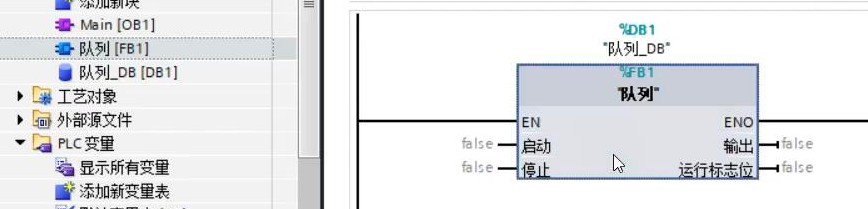 添加新块
Main [OB1]
队列 [FB1]
队列_DB [DB1]
工艺对象
外部源文件
PLC 变量
显示所有变量
添加新变量表
%DB1
"队列_DB"
%FB1
"队列"
EN ENO
false 启动 输出 false
false 停止 运行标志位 false